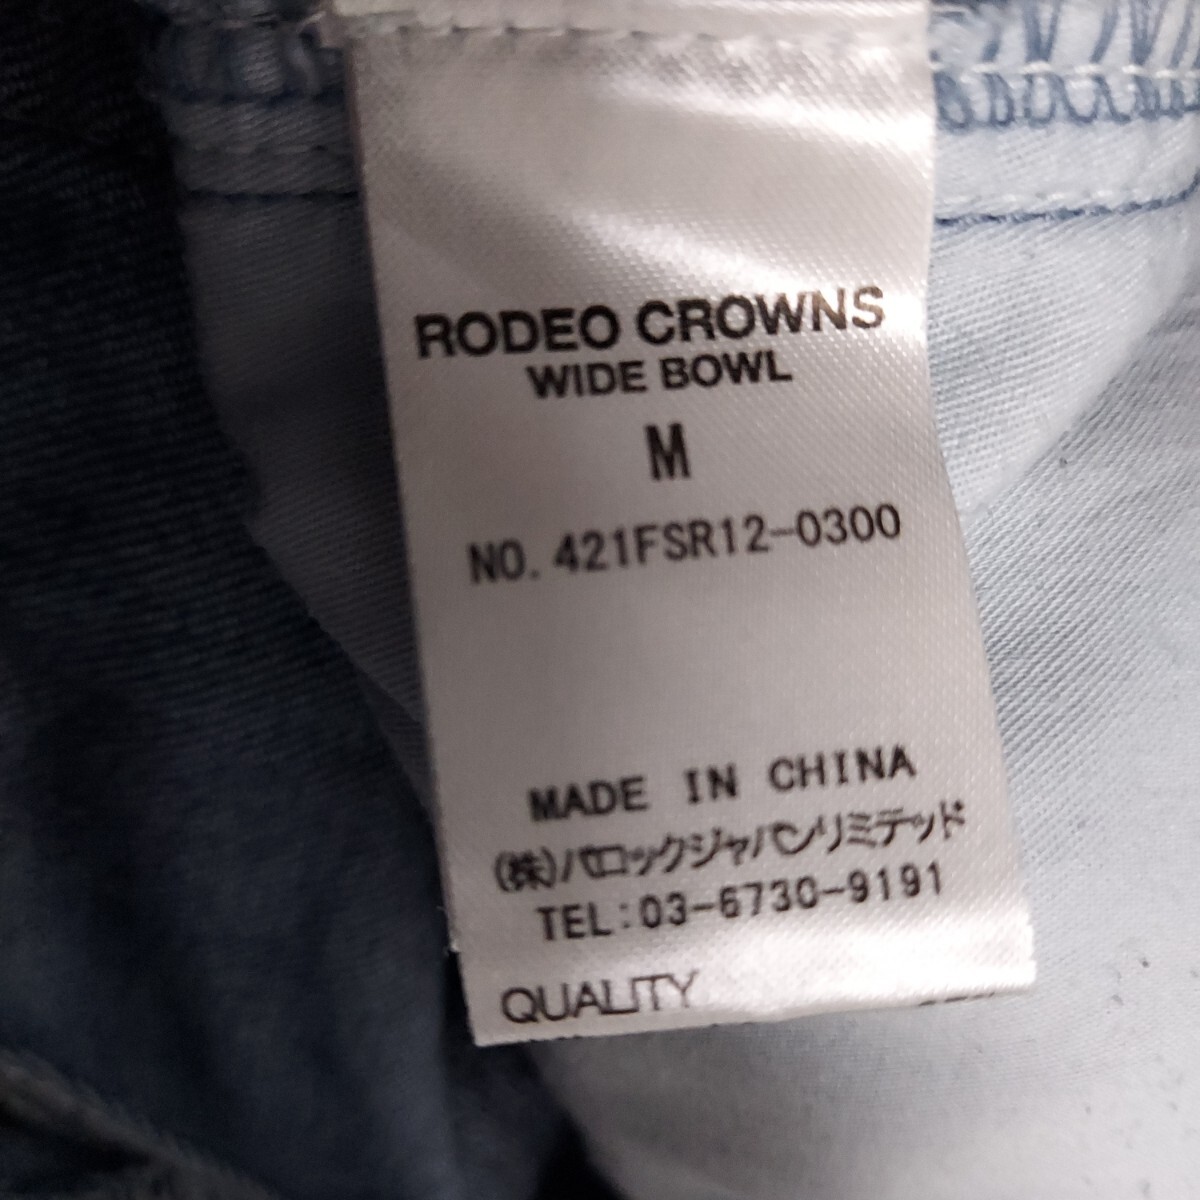 RODEO CROWNS
WIDE BOWL
M
NO. 421FSR12-0300
MADE IN CHINA
(株)バロックジャパンリミテッド
TEL:03-6730-9191
QUALITY